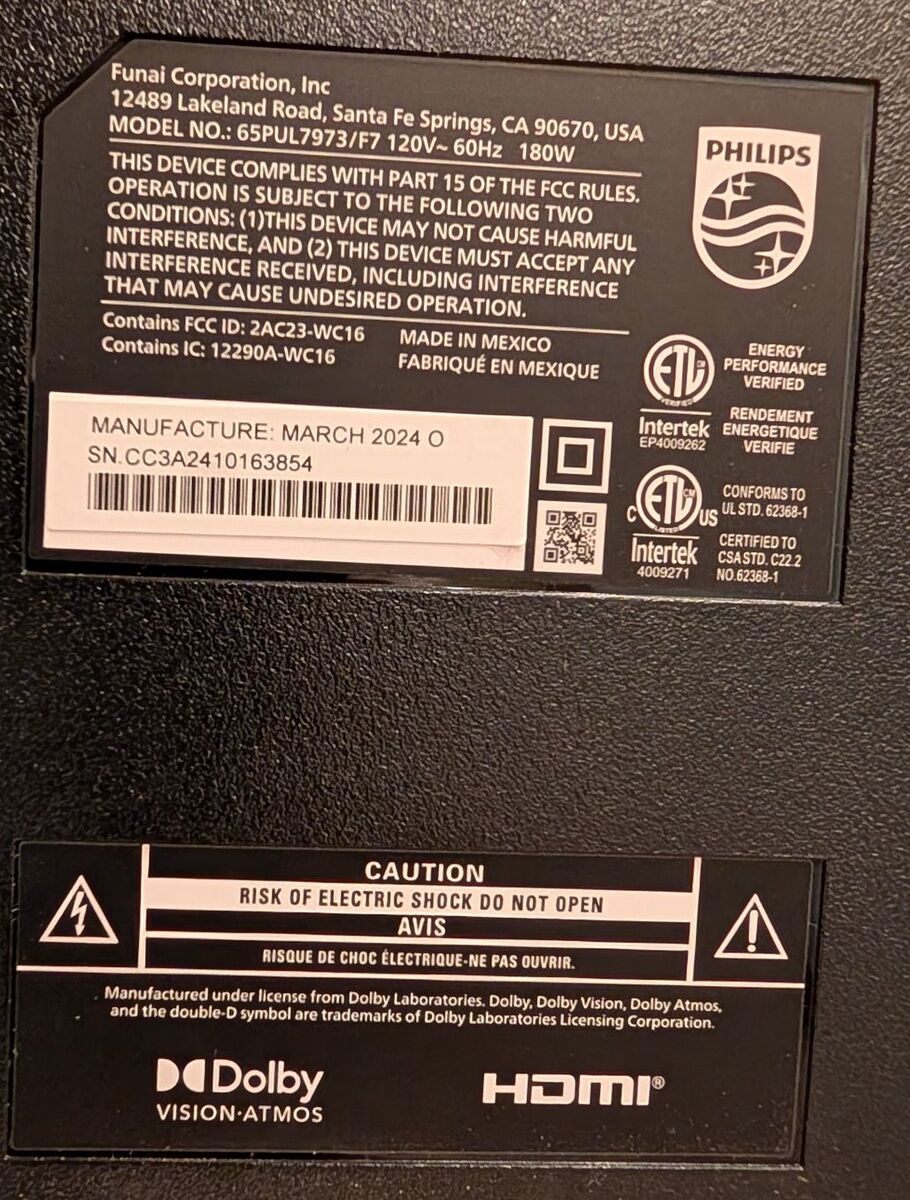 Funai Corporation, Inc
12489 Lakeland Road, Santa Fe Springs, CA 90670, USA
MODEL NO.: 65PUL7973/F7 120V~ 60Hz 180W
THIS DEVICE COMPLIES WITH PART 15 OF THE FCC RULES.
OPERATION IS SUBJECT TO THE FOLLOWING TWO
CONDITIONS: (1)THIS DEVICE MAY NOT CAUSE HARMFUL
INTERFERENCE, AND (2) THIS DEVICE MUST ACCEPT ANY
INTERFERENCE RECEIVED, INCLUDING INTERFERENCE
THAT MAY CAUSE UNDESIRED OPERATION.
Contains FCC ID: 2AC23-WC16
Contains IC: 12290A-WC16
MADE IN MEXICO
FABRIQUÉ EN MEXIQUE
PHILIPS
MANUFACTURE: MARCH 2024 O
SN.CC3A2410163854
ETL
CM
VERIFIED
Intertek
EP4009262
ENERGY
PERFORMANCE
VERIFIED
RENDEMENT
ENERGETIQUE
VERIFIE
C ETL CM US
Intertek
4009271
CONFORMS TO
UL STD. 62368-1
CERTIFIED TO
CSA STD. C22.2
NO.62368-1
CAUTION
RISK OF ELECTRIC SHOCK DO NOT OPEN
AVIS
RISQUE DE CHOC ÉLECTRIQUE-NE PAS OUVRIR.
Manufactured under license from Dolby Laboratories. Dolby, Dolby Vision, Dolby Atmos,
and the double-D symbol are trademarks of Dolby Laboratories Licensing Corporation.
Dolby
VISION·ATMOS
HDMI®